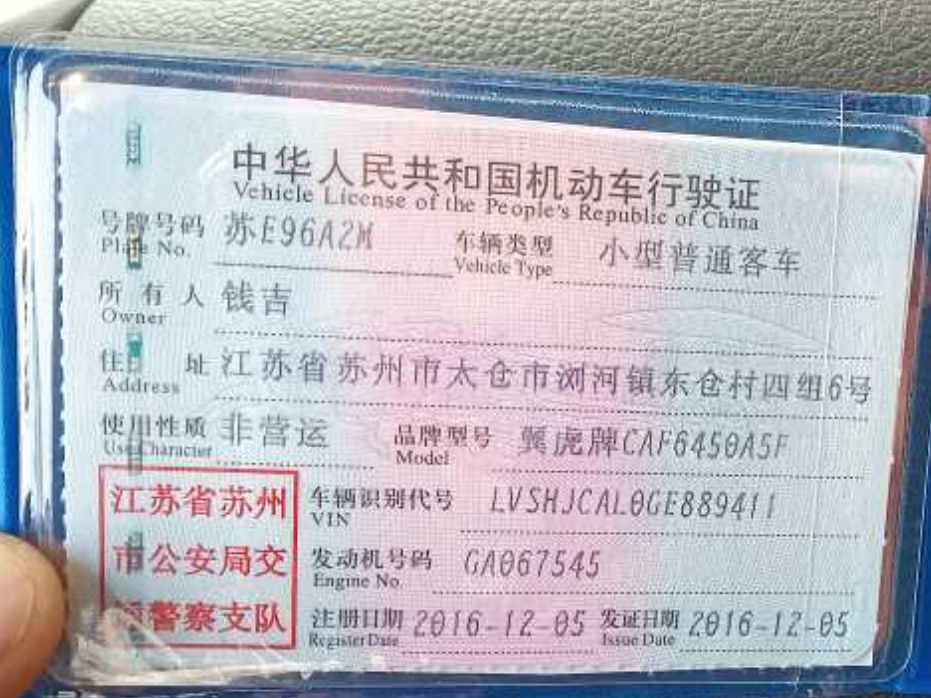 中华人民共和国机动车行驶证
Vehicle License of the People's Republic of China
号牌号码 苏E96A2M 车辆类型 小型普通客车
Plate No. Vehicle Type
所有人 钱吉
Owner
住址 江苏省苏州市太仓市浏河镇东仓村四组6号
Address
使用性质 非营运 品牌型号 翼虎牌CAF6450A5F
Use Character Model
江苏省苏州 车辆识别代号 LVSHJCAL0GE889411
VIN
市公安局交 发动机号码 GA067545
Engine No.
通警察支队 注册日期 2016-12-05 发证日期 2016-12-05
Register Date Issue Date